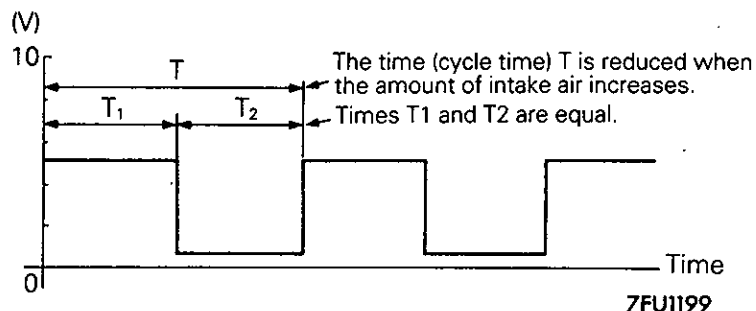 (V)
10
T
The time (cycle time) T is reduced when
the amount of intake air increases.
T₁
T₂
Times T1 and T2 are equal.
0
Time
7FU1199